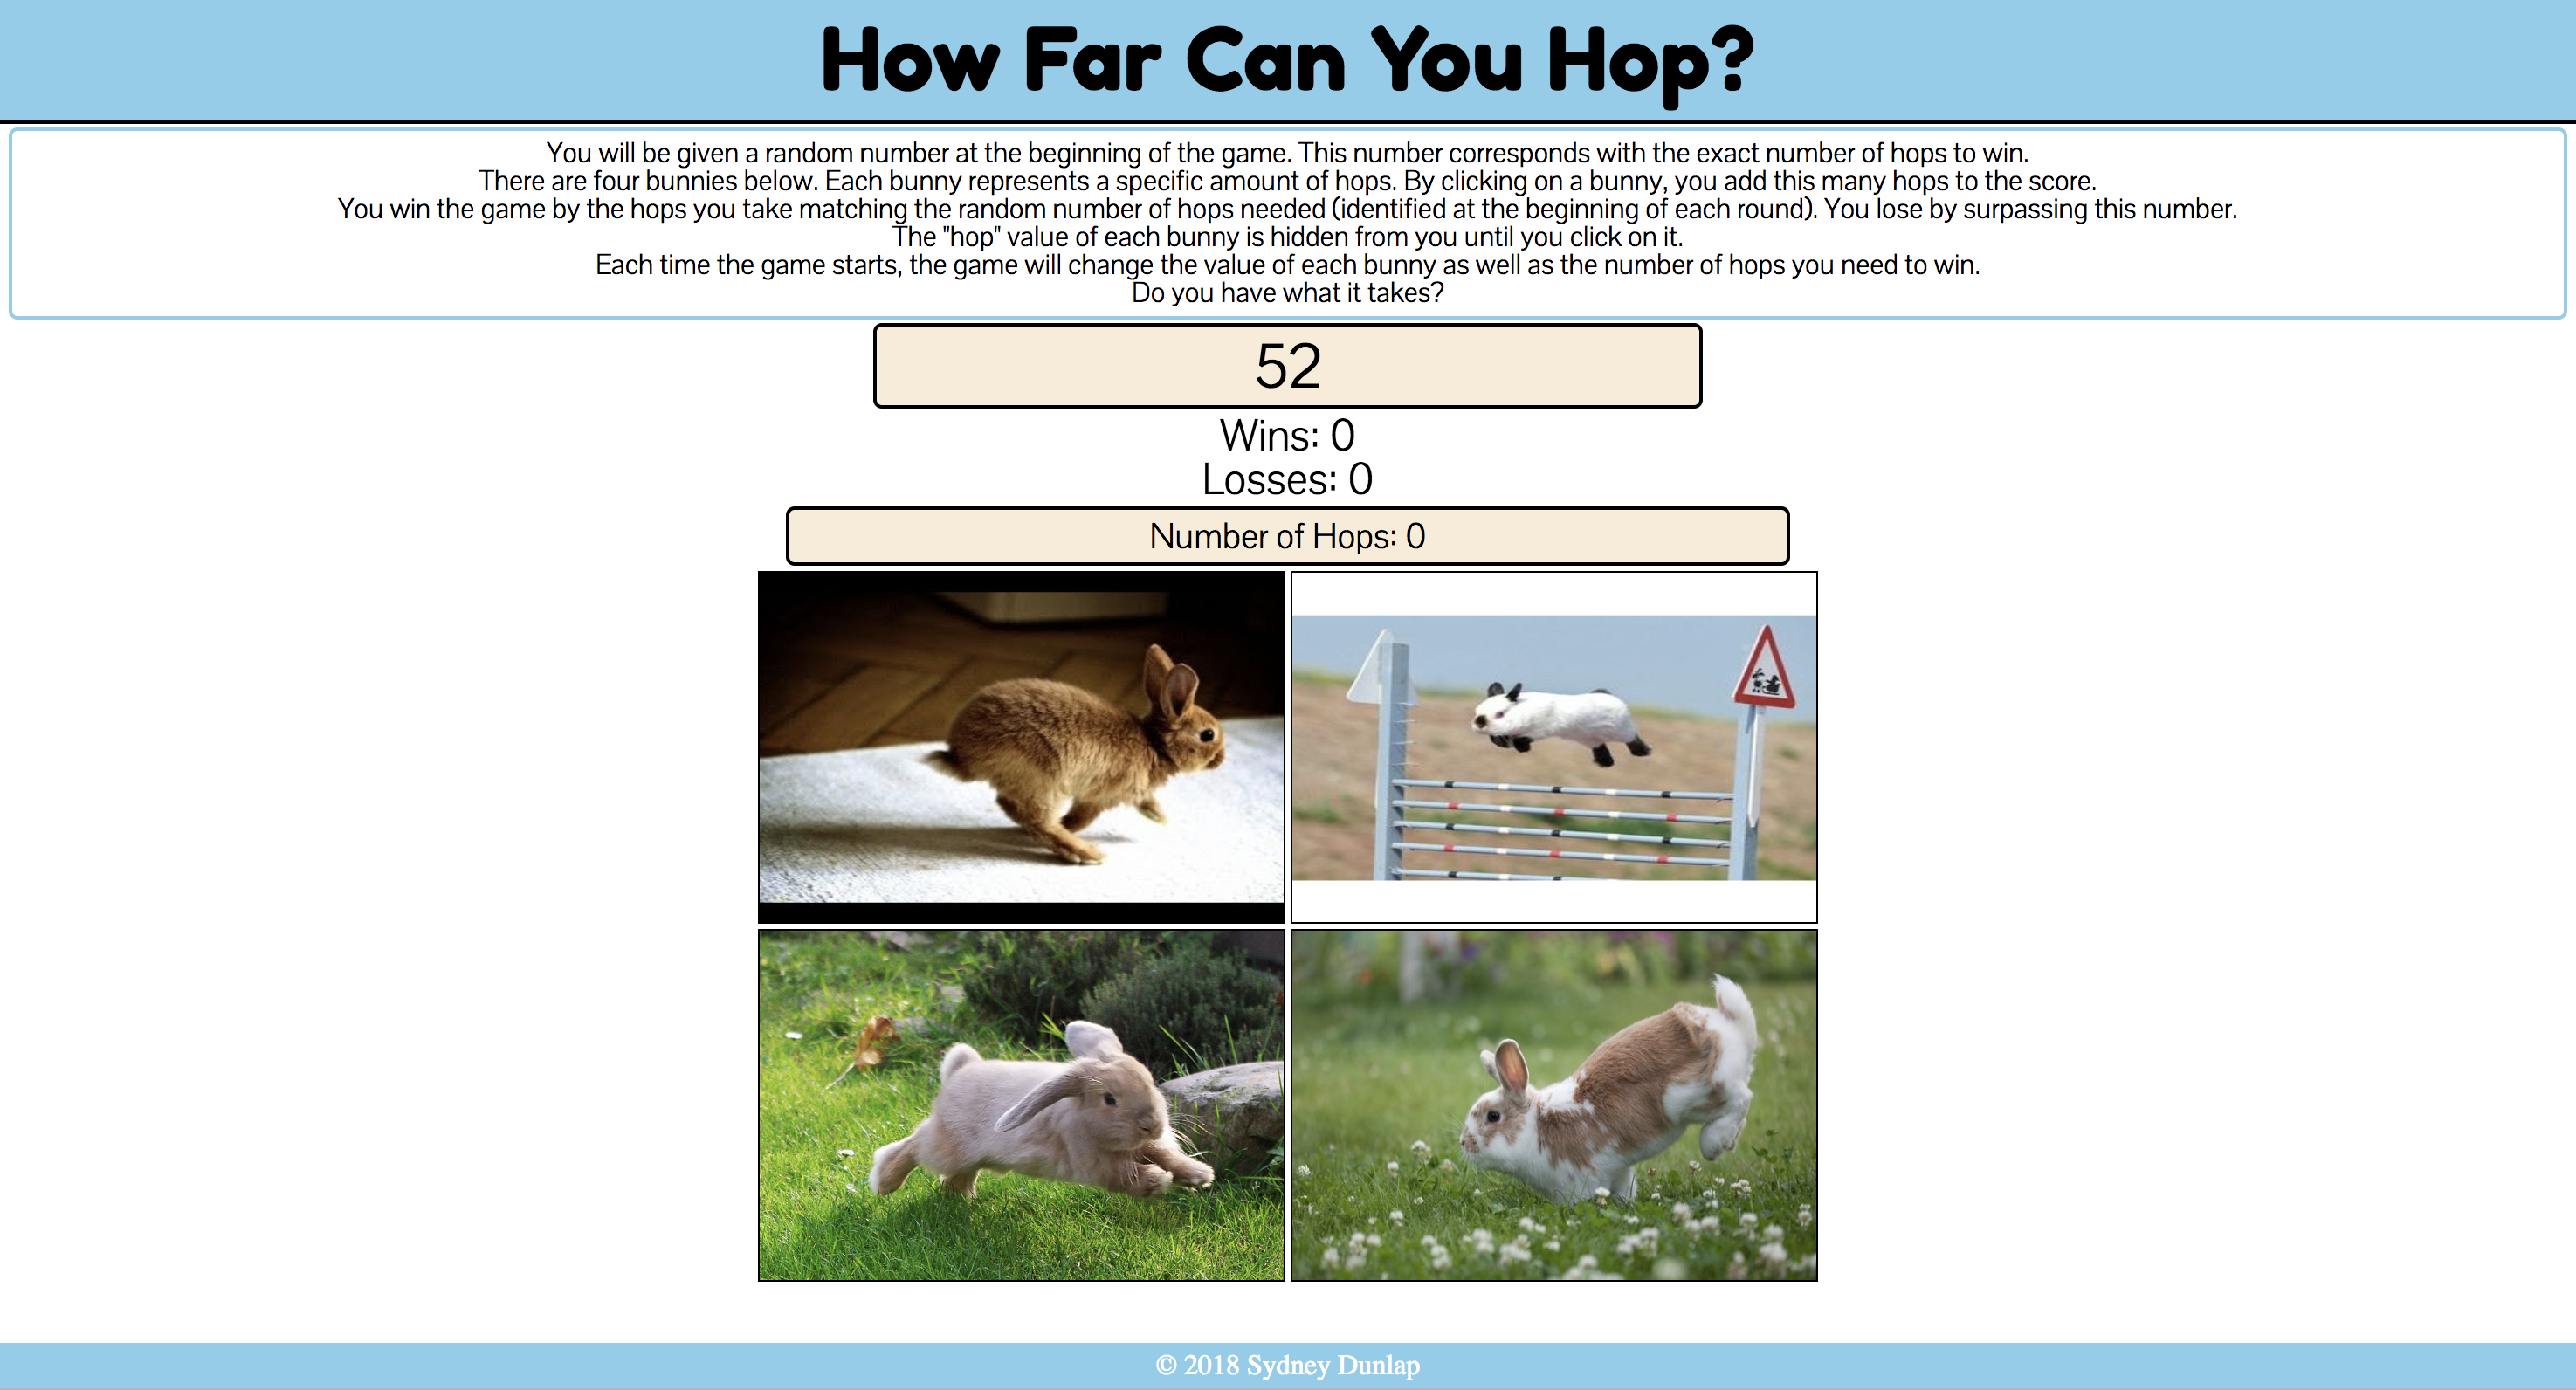 How Far Can You Hop?
You will be given a random number at the beginning of the game. This number corresponds with the exact number of hops to win.
There are four bunnies below. Each bunny represents a specific amount of hops. By clicking on a bunny, you add this many hops to the score.
You win the game by the hops you take matching the random number of hops needed (identified at the beginning of each round). You lose by surpassing this number.
The "hop" value of each bunny is hidden from you until you click on it.
Each time the game starts, the game will change the value of each bunny as well as the number of hops you need to win.
Do you have what it takes?
52
Wins: 0
Losses: 0
Number of Hops: 0
© 2018 Sydney Dunlap